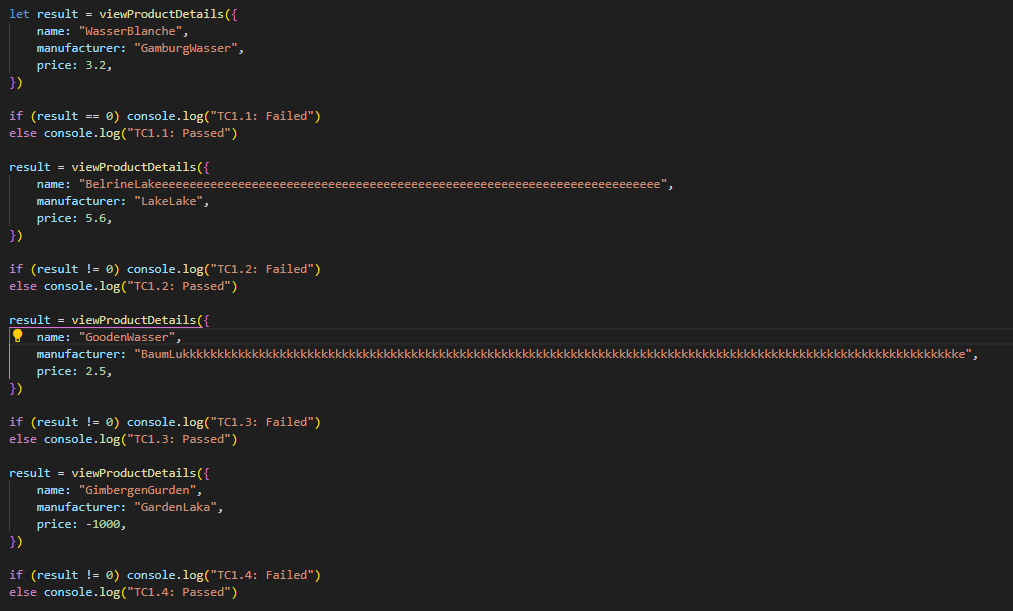 let result = viewProductDetails({
    name: "WasserBlanche",
    manufacturer: "GamburgWasser",
    price: 3.2,
})

if (result == 0) console.log("TC1.1: Failed")
else console.log("TC1.1: Passed")

result = viewProductDetails({
    name: "BelrineLakeeeeeeeeeeeeeeeeeeeeeeeeeeeeeeeeeeeeeeeeeeeeeeeeeeeeeeeeeeeeeeeeeeeeeeeee",
    manufacturer: "LakeLake",
    price: 5.6,
})

if (result != 0) console.log("TC1.2: Failed")
else console.log("TC1.2: Passed")

result = viewProductDetails({
    name: "GoodenWasser",
    manufacturer: "BaumLukkkkkkkkkkkkkkkkkkkkkkkkkkkkkkkkkkkkkkkkkkkkkkkkkkkkkkkkkkkkkkkkkkkkkkkkkkkkkkkkkkkkkkkkkkkkkkkkkkkkkkkkkkkkkkkke",
    price: 2.5,
})

if (result != 0) console.log("TC1.3: Failed")
else console.log("TC1.3: Passed")

result = viewProductDetails({
    name: "GimbergenGurden",
    manufacturer: "GardenLaka",
    price: -1000,
})

if (result != 0) console.log("TC1.4: Failed")
else console.log("TC1.4: Passed")